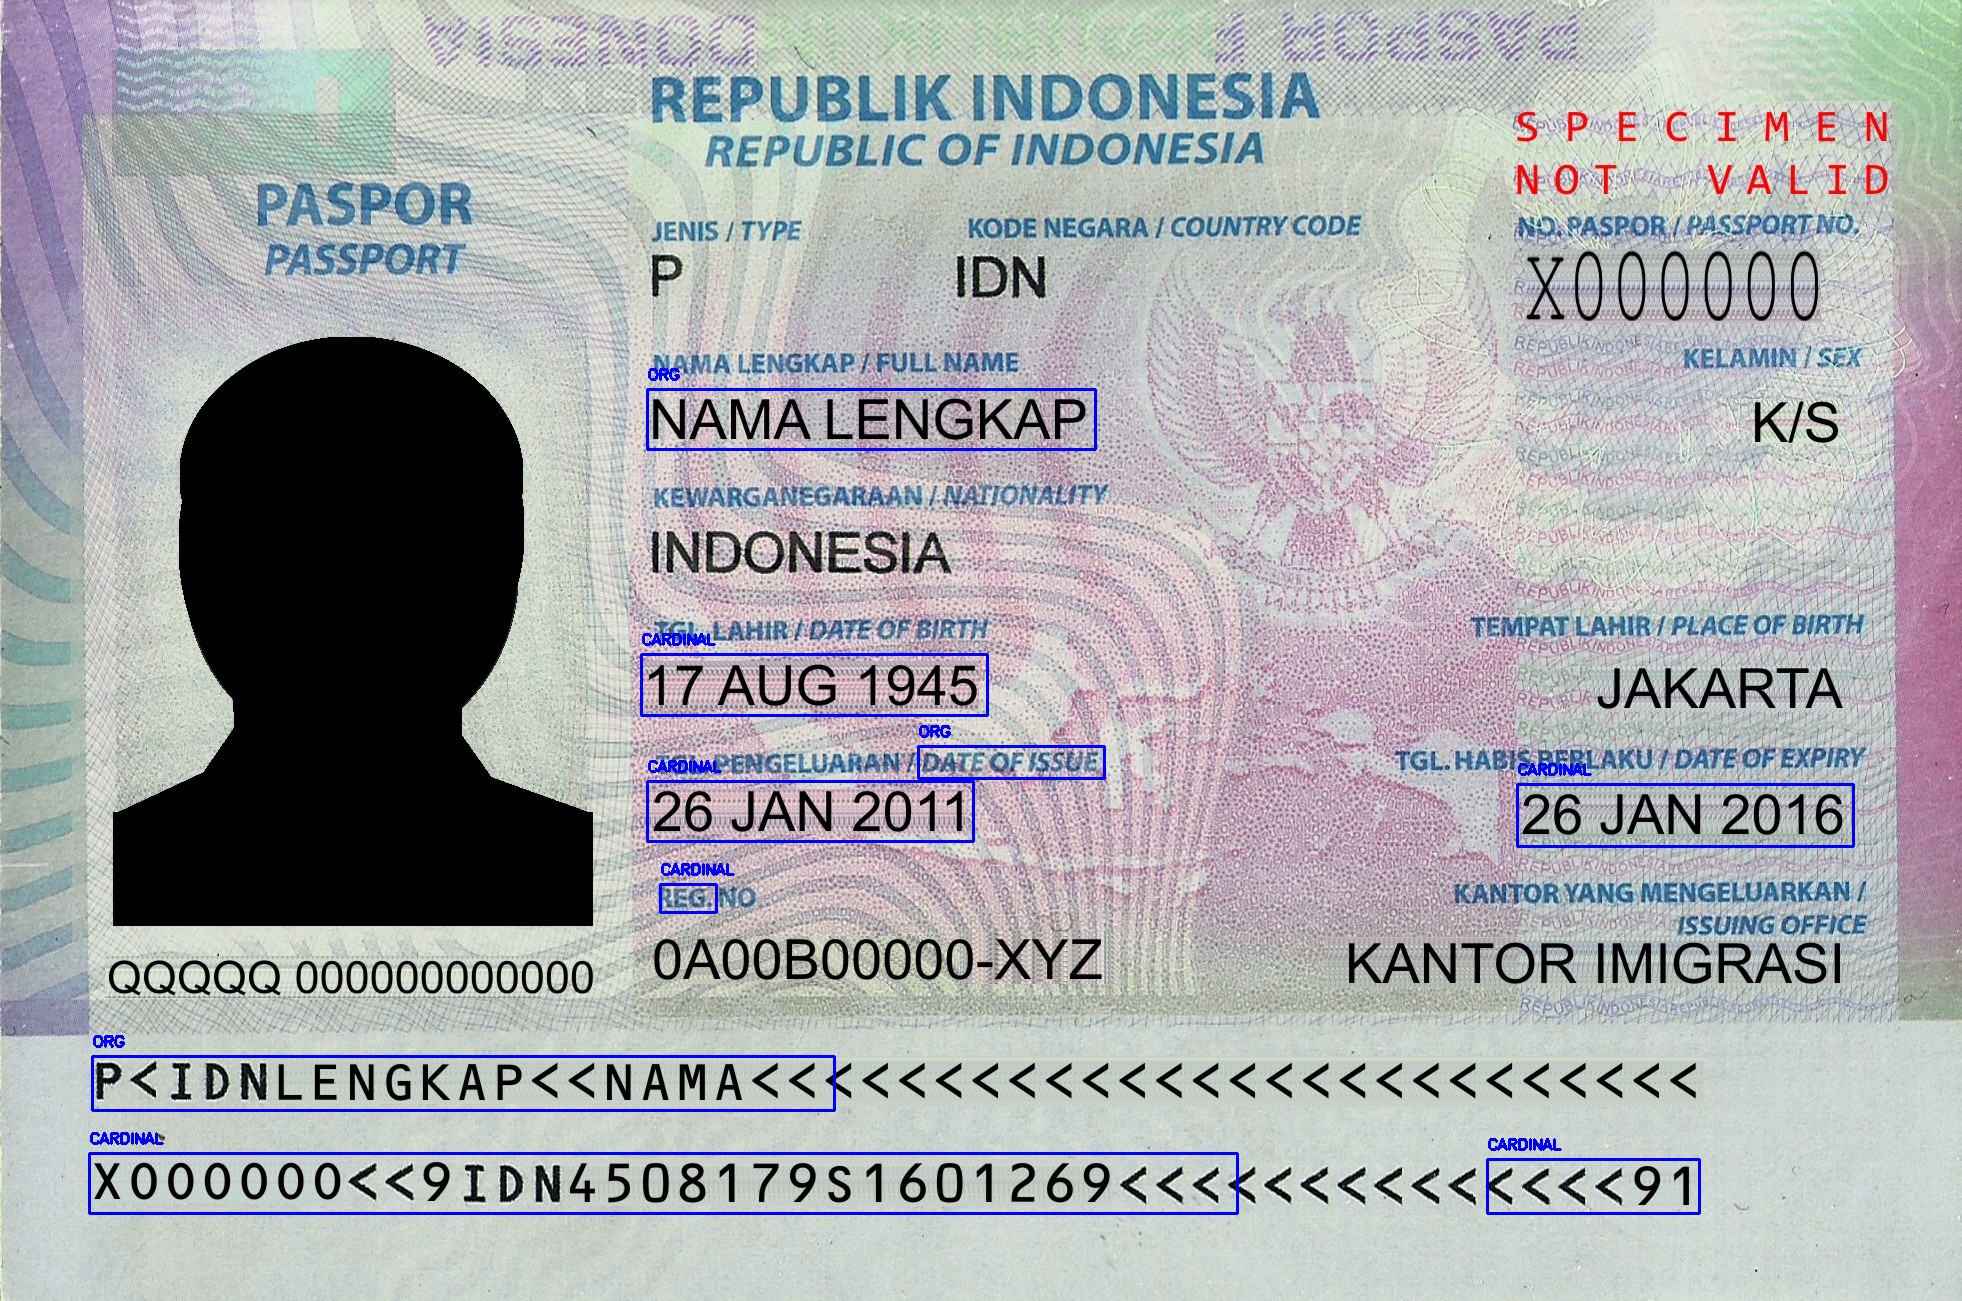 PASPOR REPUBLIK INDONESIA
REPUBLIK INDONESIA
REPUBLIC OF INDONESIA
SPECIMEN
NOT VALID
PASPOR
PASSPORT
JENIS / TYPE
KODE NEGARA / COUNTRY CODE
NO. PASPOR / PASSPORT NO.
P
IDN
X000000
NAMA LENGKAP / FULL NAME
KELAMIN / SEX
ORG
NAMA LENGKAP
K/S
KEWARGANEGARAAN / NATIONALITY
INDONESIA
TGL. LAHIR / DATE OF BIRTH
TEMPAT LAHIR / PLACE OF BIRTH
CARDINAL
17 AUG 1945
JAKARTA
ORG
TGL. PENGELUARAN / DATE OF ISSUE
TGL. HABIS BERLAKU / DATE OF EXPIRY
CARDINAL
CARDINAL
26 JAN 2011
26 JAN 2016
CARDINAL
REG. NO
KANTOR YANG MENGELUARKAN /
ISSUING OFFICE
0A00B00000-XYZ
KANTOR IMIGRASI
QQQQQ 000000000000
ORG
P<IDNLENGKAP<<NAMA<<<<<<<<<<<<<<<<<<<<<<<<<<
CARDINAL
CARDINAL
X000000<<9IDN4508179S1601269<<<<<<<<<<<<<<91